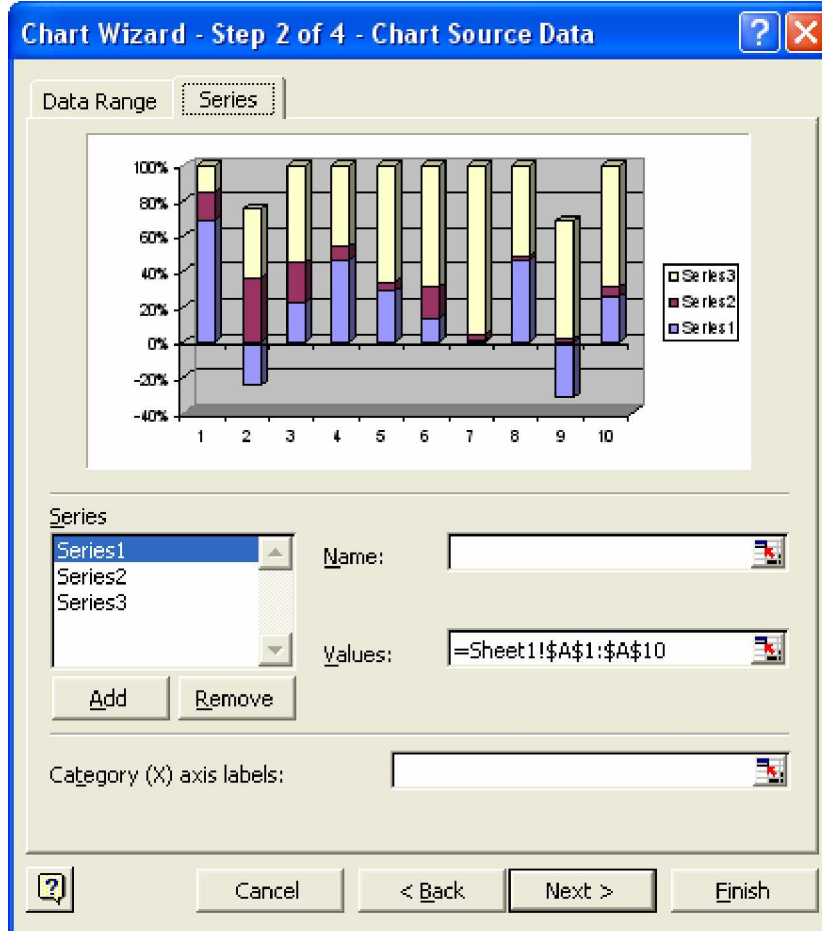 Chart Wizard - Step 2 of 4 - Chart Source Data
Data Range
Series
100%
80%
60%
40%
20%
0%
-20%
-40%
1 2 3 4 5 6 7 8 9 10
Series3
Series2
Series1
Series
Series1
Series2
Series3
Name:
Values:
=Sheet1!$A$1:$A$10
Add
Remove
Category (X) axis labels:
Cancel
< Back
Next >
Finish